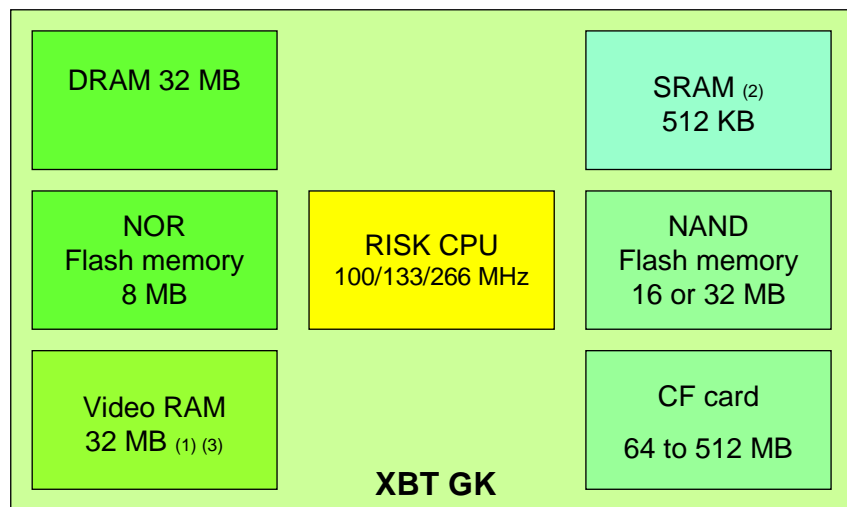 DRAM 32 MB
SRAM (2)
512 KB
NOR
Flash memory
8 MB
RISK CPU
100/133/266 MHz
NAND
Flash memory
16 or 32 MB
Video RAM
32 MB (1) (3)
CF card
64 to 512 MB
XBT GK